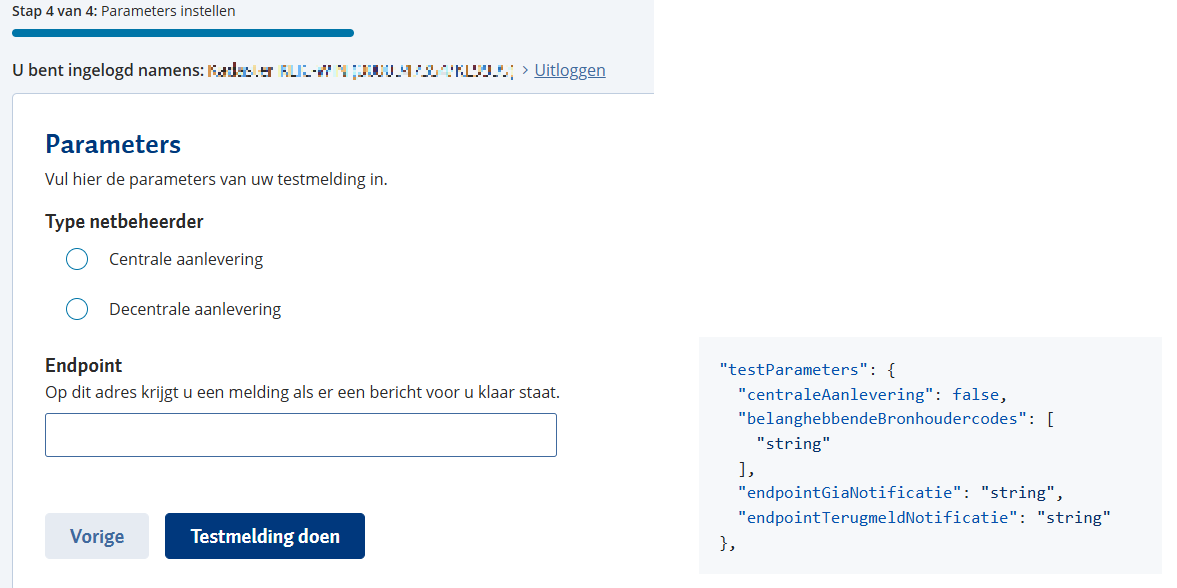 Stap 4 van 4: Parameters instellen
U bent ingelogd namens: > Uitloggen
Parameters
Vul hier de parameters van uw testmelding in.
Type netbeheerder
Centrale aanlevering
Decentrale aanlevering
Endpoint
Op dit adres krijgt u een melding als er een bericht voor u klaar staat.
Vorige
Testmelding doen
"testParameters": {
"centraleAanlevering": false,
"belanghebbendeBronhoudercodes": [
"string"
],
"endpointGiaNotificatie": "string",
"endpointTerugmeldNotificatie": "string"
},